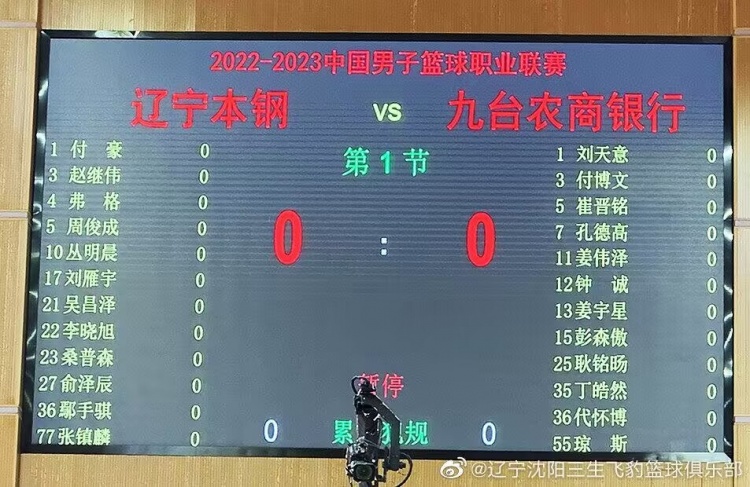 2022-2023中国男子篮球职业联赛
辽宁本钢 VS 九台农商银行
第1节
0 : 0
1 付 豪 0
3 赵继伟 0
4 弗 格 0
5 周俊成 0
10 丛明晨 0
17 刘雁宇 0
21 吴昌泽 0
22 李晓旭 0
23 桑普森 0
27 俞泽辰 0
36 鄢手骐 0
77 张镇麟 0
1 刘天意 0
3 付博文 0
5 崔晋铭 0
7 孔德高 0
11 姜伟泽 0
12 钟 诚 0
13 姜宇星 0
15 彭森傲 0
25 耿铭旸 0
35 丁皓然 0
36 代怀博 0
55 琼 斯 0
暂停
0 累 犯规 0
@辽宁沈阳三生飞豹篮球俱乐部